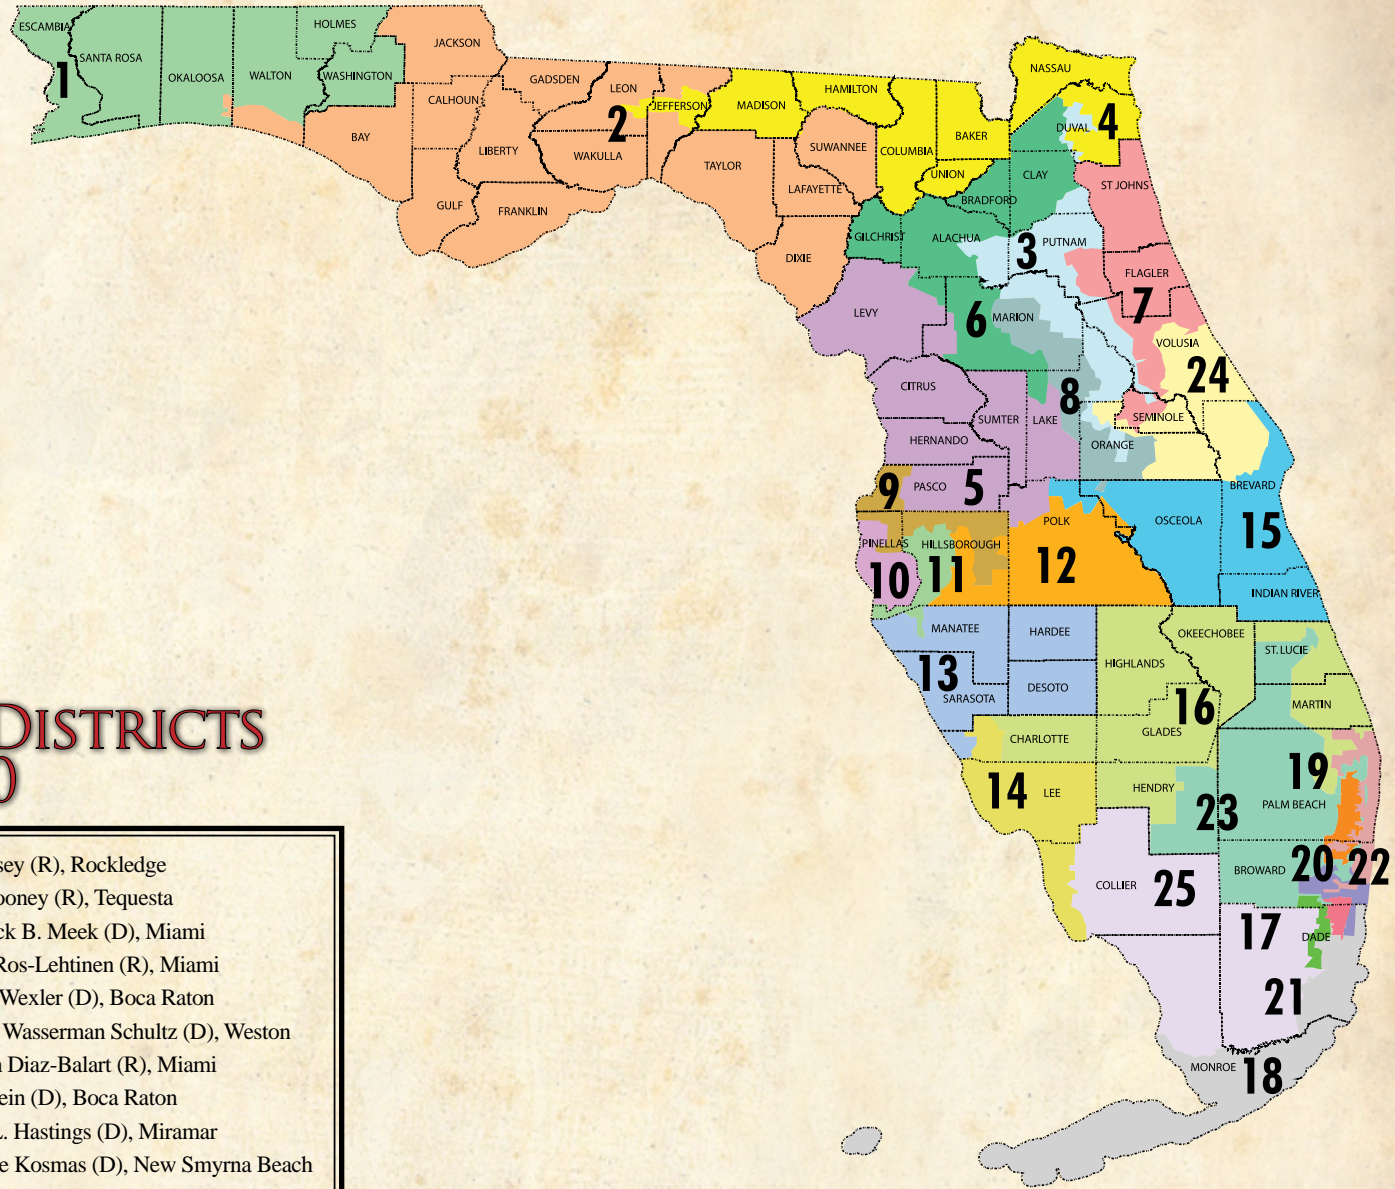 ESCAMBIA
SANTA ROSA
OKALOOSA
WALTON
HOLMES
WASHINGTON
1
JACKSON
CALHOUN
BAY
GULF
GADSDEN
LIBERTY
FRANKLIN
LEON
2
WAKULLA
JEFFERSON
MADISON
TAYLOR
HAMILTON
SUWANNEE
LAFAYETTE
DIXIE
COLUMBIA
BAKER
UNION
NASSAU
DUVAL
4
CLAY
BRADFORD
ST JOHNS
GILCHRIST
ALACHUA
3
PUTNAM
FLAGLER
7
LEVY
6
MARION
VOLUSIA
24
CITRUS
SUMTER
LAKE
8
SEMINOLE
HERNANDO
ORANGE
9
PASCO
5
BREVARD
POLK
OSCEOLA
15
PINELLAS
HILLSBOROUGH
10
11
12
INDIAN RIVER
MANATEE
HARDEE
OKEECHOBEE
ST. LUCIE
13
SARASOTA
DESOTO
HIGHLANDS
16
MARTIN
CHARLOTTE
GLADES
14
LEE
HENDRY
23
19
PALM BEACH
COLLIER
25
BROWARD
20
22
17
DADE
21
MONROE
18
DISTRICTS
0
sey (R), Rockledge
ooney (R), Tequesta
ck B. Meek (D), Miami
Ros-Lehtinen (R), Miami
Wexler (D), Boca Raton
Wasserman Schultz (D), Weston
n Diaz-Balart (R), Miami
ein (D), Boca Raton
L. Hastings (D), Miramar
e Kosmas (D), New Smyrna Beach